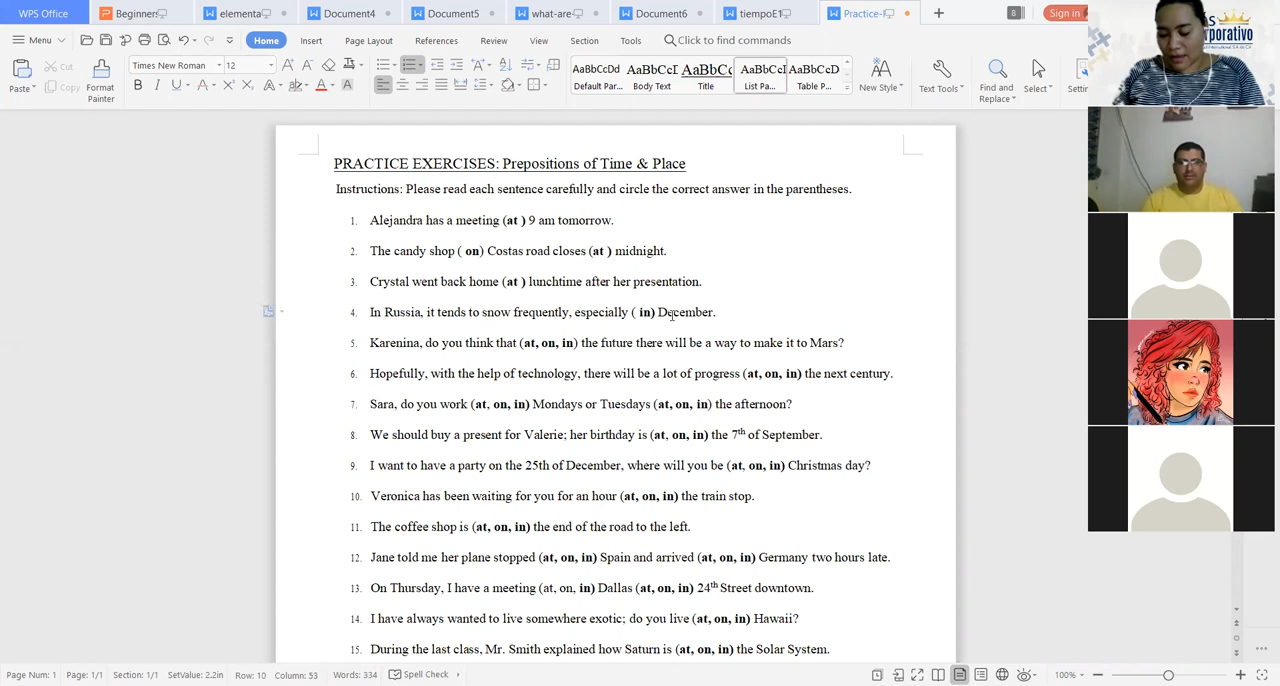 WPS Office Beginners elementa Document4 Document5 what-are- Document6 tiempoE1 Practice-P 8 Sign in
Corporativo
Menu Home Insert Page Layout References Review View Section Tools Click to find commands
Paste Cut Copy Format Painter Times New Roman 12 AaBbCcDd Default Par... AaBbCcI Body Text AaBbCc Title AaBbCcI List Pa... AaBbCcD Table P... New Style Text Tools Find and Replace Select Settin
PRACTICE EXERCISES: Prepositions of Time & Place
Instructions: Please read each sentence carefully and circle the correct answer in the parentheses.
1. Alejandra has a meeting (at ) 9 am tomorrow.
2. The candy shop ( on) Costas road closes (at ) midnight.
3. Crystal went back home (at ) lunchtime after her presentation.
4. In Russia, it tends to snow frequently, especially ( in) December.
5. Karenina, do you think that (at, on, in) the future there will be a way to make it to Mars?
6. Hopefully, with the help of technology, there will be a lot of progress (at, on, in) the next century.
7. Sara, do you work (at, on, in) Mondays or Tuesdays (at, on, in) the afternoon?
8. We should buy a present for Valerie; her birthday is (at, on, in) the 7th of September.
9. I want to have a party on the 25th of December, where will you be (at, on, in) Christmas day?
10. Veronica has been waiting for you for an hour (at, on, in) the train stop.
11. The coffee shop is (at, on, in) the end of the road to the left.
12. Jane told me her plane stopped (at, on, in) Spain and arrived (at, on, in) Germany two hours late.
13. On Thursday, I have a meeting (at, on, in) Dallas (at, on, in) 24th Street downtown.
14. I have always wanted to live somewhere exotic; do you live (at, on, in) Hawaii?
15. During the last class, Mr. Smith explained how Saturn is (at, on, in) the Solar System.
Page Num: 1 Page: 1/1 Section: 1/1 SetValue: 2.2in Row: 10 Column: 53 Words: 334 Spell Check 100%